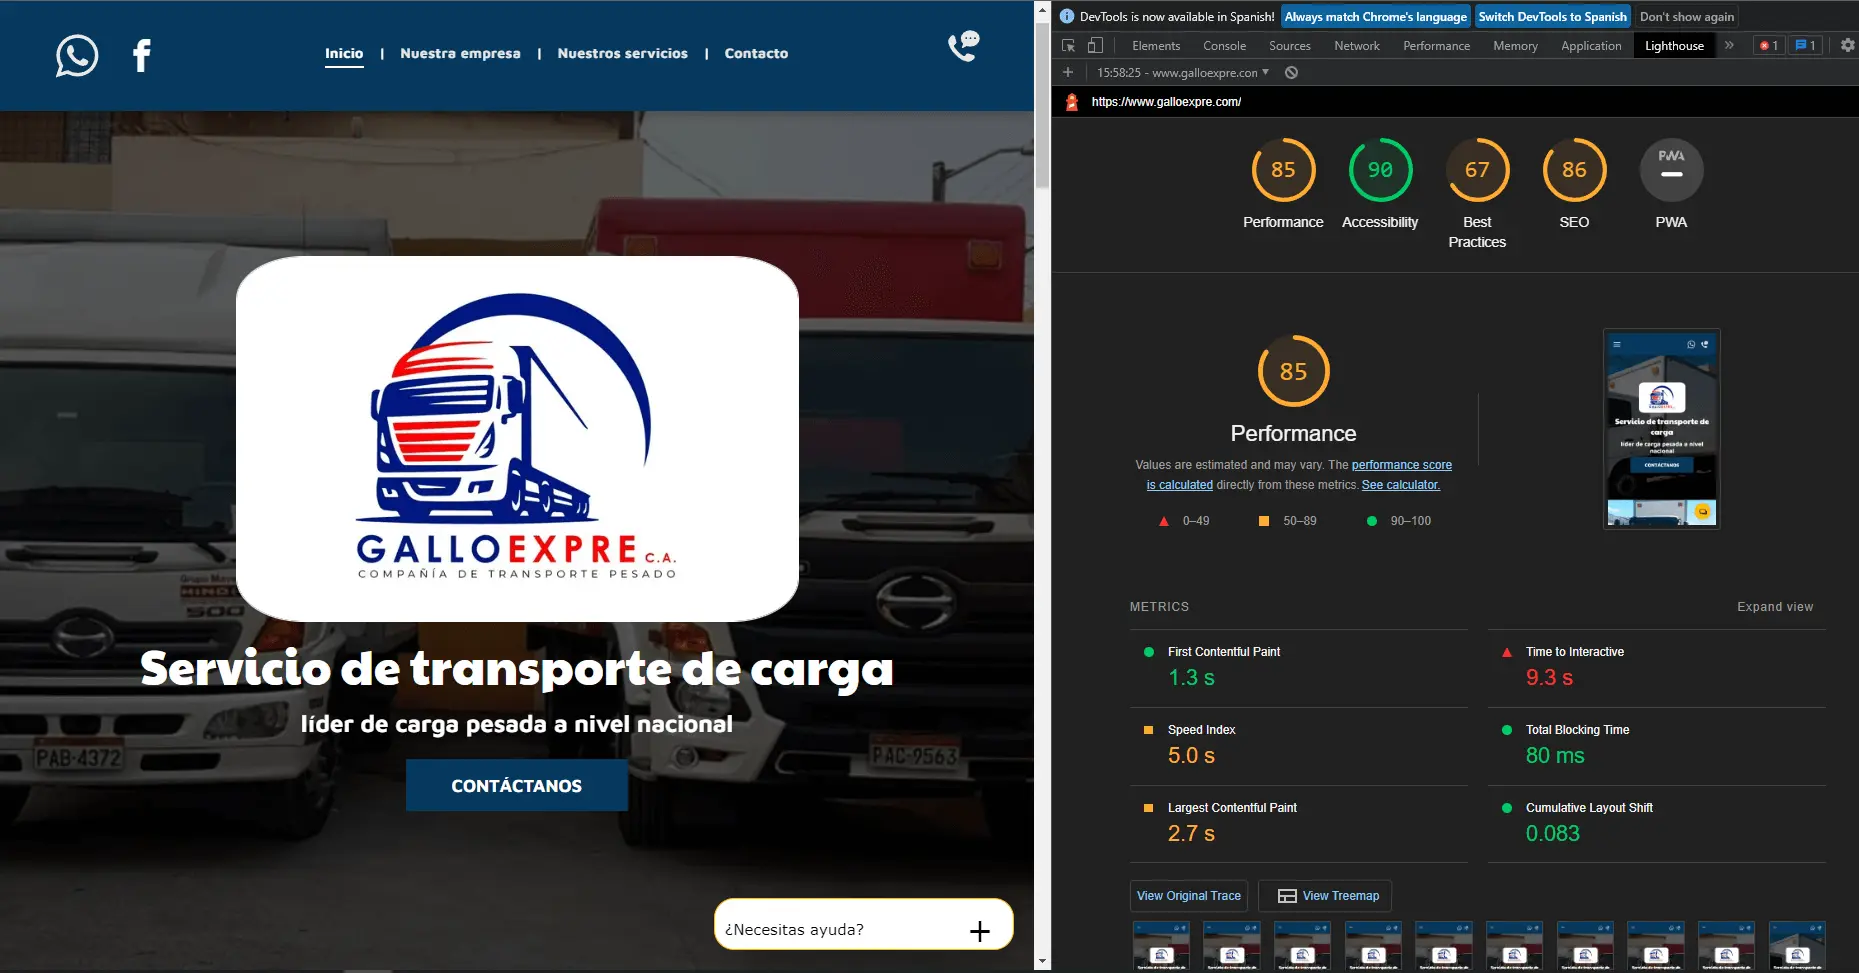 Inicio | Nuestra empresa | Nuestros servicios | Contacto
GALLOEXPRE C.A.
COMPAÑÍA DE TRANSPORTE PESADO
500
PAB-4372
PAC-9563
Servicio de transporte de carga
líder de carga pesada a nivel nacional
CONTÁCTANOS
¿Necesitas ayuda?
DevTools is now available in Spanish! Always match Chrome's language Switch DevTools to Spanish Don't show again
Elements Console Sources Network Performance Memory Application Lighthouse 1 1
15:58:25 - www.galloexpre.con
https://www.galloexpre.com/
85 90 67 86 PWA
Performance Accessibility Best Practices SEO PWA
85
Performance
Values are estimated and may vary. The performance score
is calculated directly from these metrics. See calculator.
0–49 50–89 90–100
Servicio de transporte de
carga
líder de carga pesada a nivel
nacional
CONTÁCTANOS
METRICS Expand view
First Contentful Paint
1.3 s
Time to Interactive
9.3 s
Speed Index
5.0 s
Total Blocking Time
80 ms
Largest Contentful Paint
2.7 s
Cumulative Layout Shift
0.083
View Original Trace View Treemap